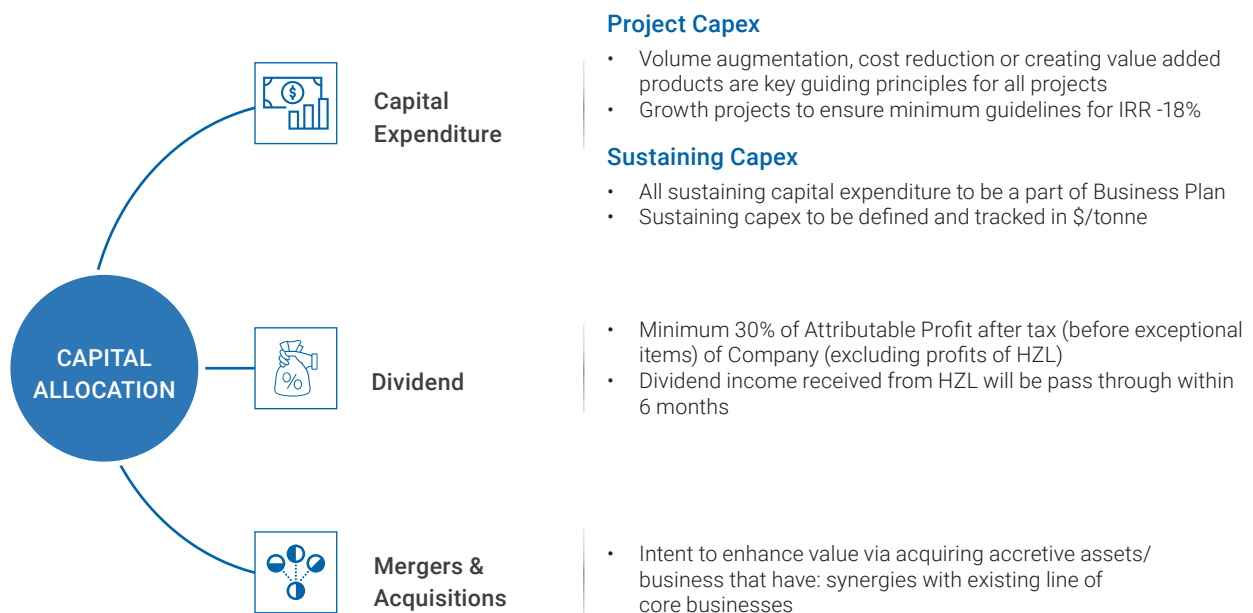 CAPITAL
ALLOCATION
Capital
Expenditure
Project Capex
• Volume augmentation, cost reduction or creating value added
products are key guiding principles for all projects
• Growth projects to ensure minimum guidelines for IRR -18%
Sustaining Capex
• All sustaining capital expenditure to be a part of Business Plan
• Sustaining capex to be defined and tracked in $/tonne
Dividend
• Minimum 30% of Attributable Profit after tax (before exceptional
items) of Company (excluding profits of HZL)
• Dividend income received from HZL will be pass through within
6 months
Mergers &
Acquisitions
• Intent to enhance value via acquiring accretive assets/
business that have: synergies with existing line of
core businesses